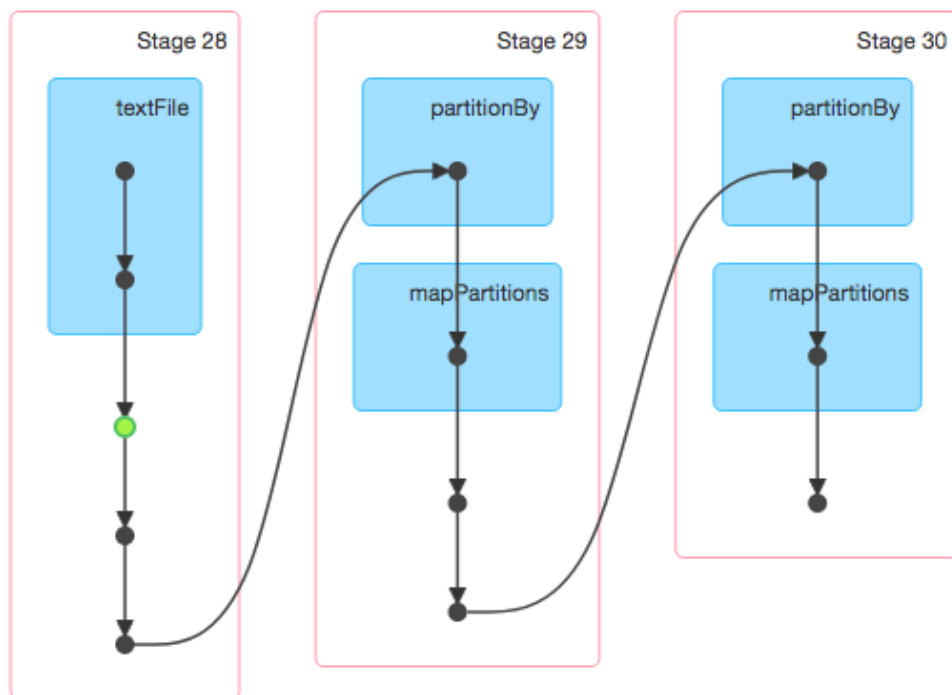 Stage 28
textFile
Stage 29
partitionBy
mapPartitions
Stage 30
partitionBy
mapPartitions